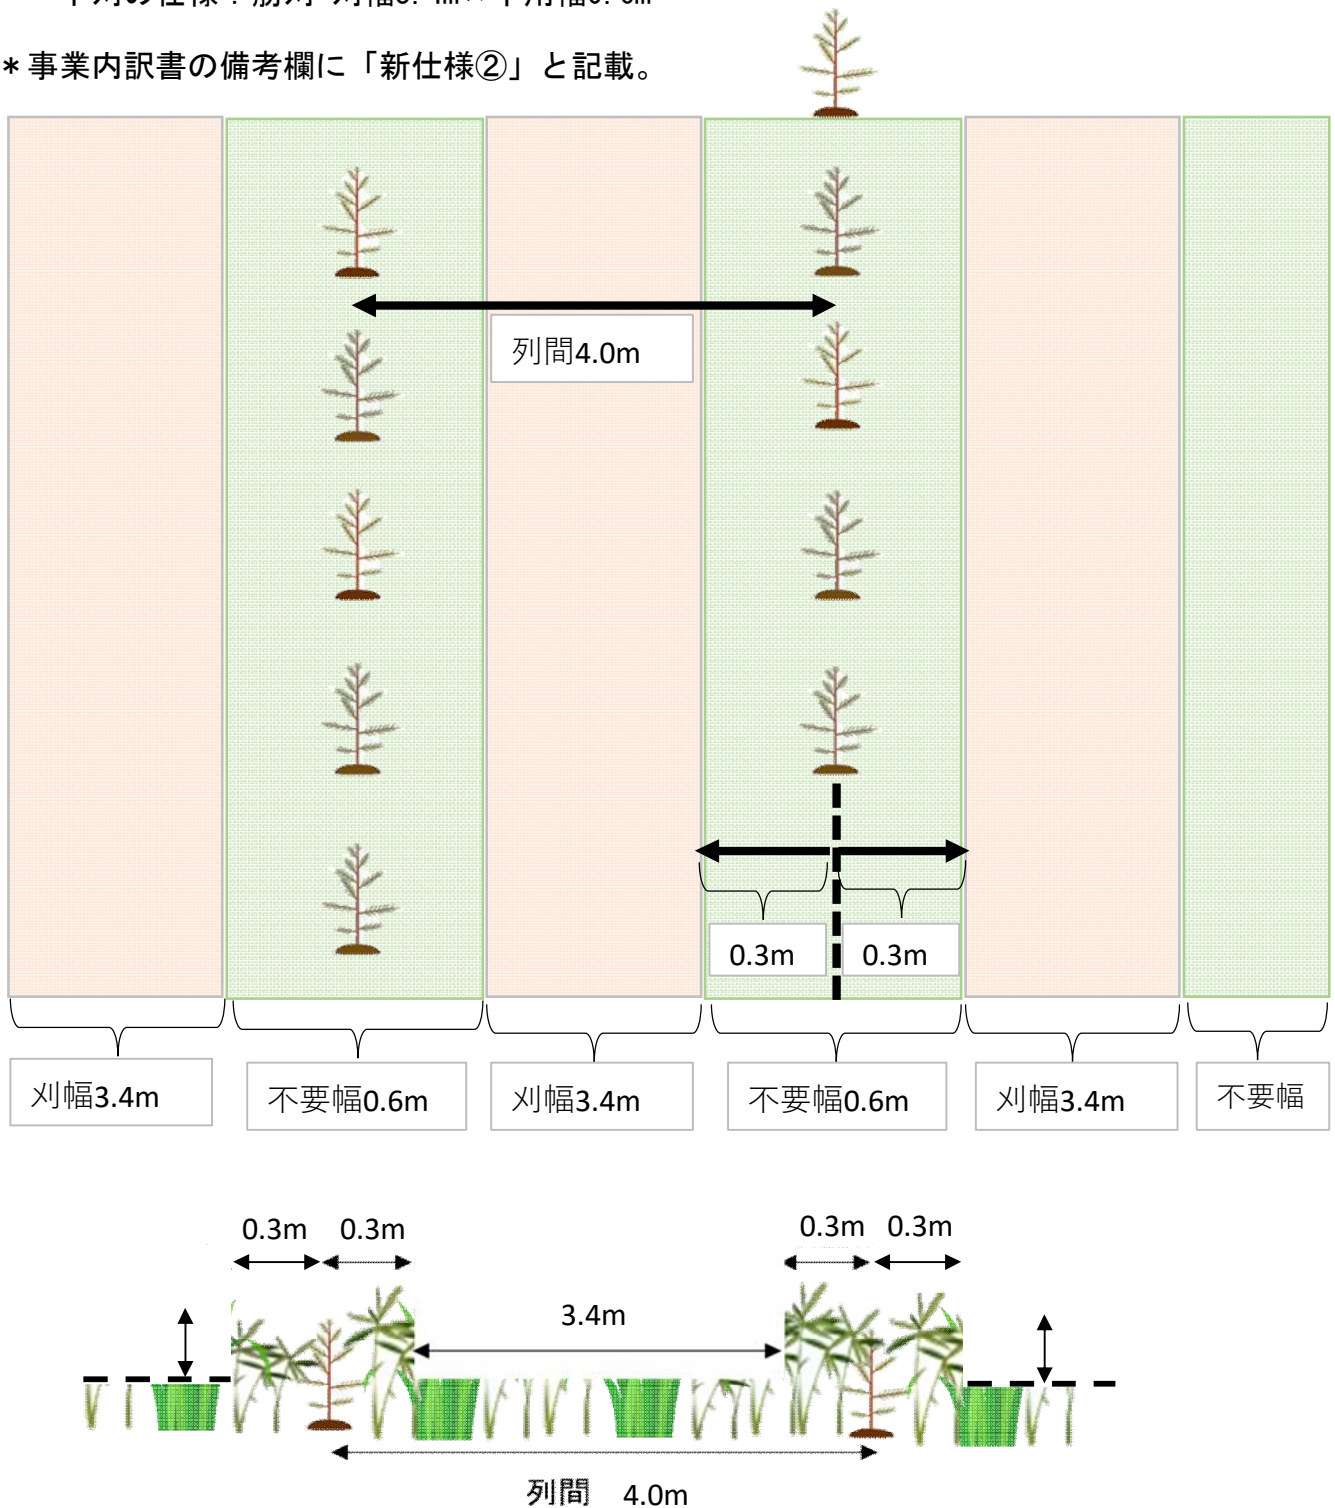 ＊事業内訳書の備考欄に「新仕様②」と記載。
列間4.0m
0.3m 0.3m
刈幅3.4m 不要幅0.6m 刈幅3.4m 不要幅0.6m 刈幅3.4m 不要幅
0.3m 0.3m 0.3m 0.3m
3.4m
列間 4.0m